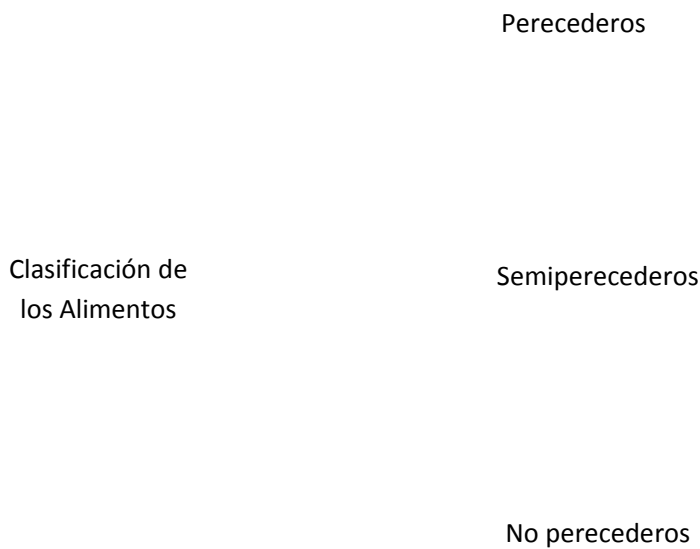 Perecederos
Clasificación de
los Alimentos
Semiperecederos
No perecederos